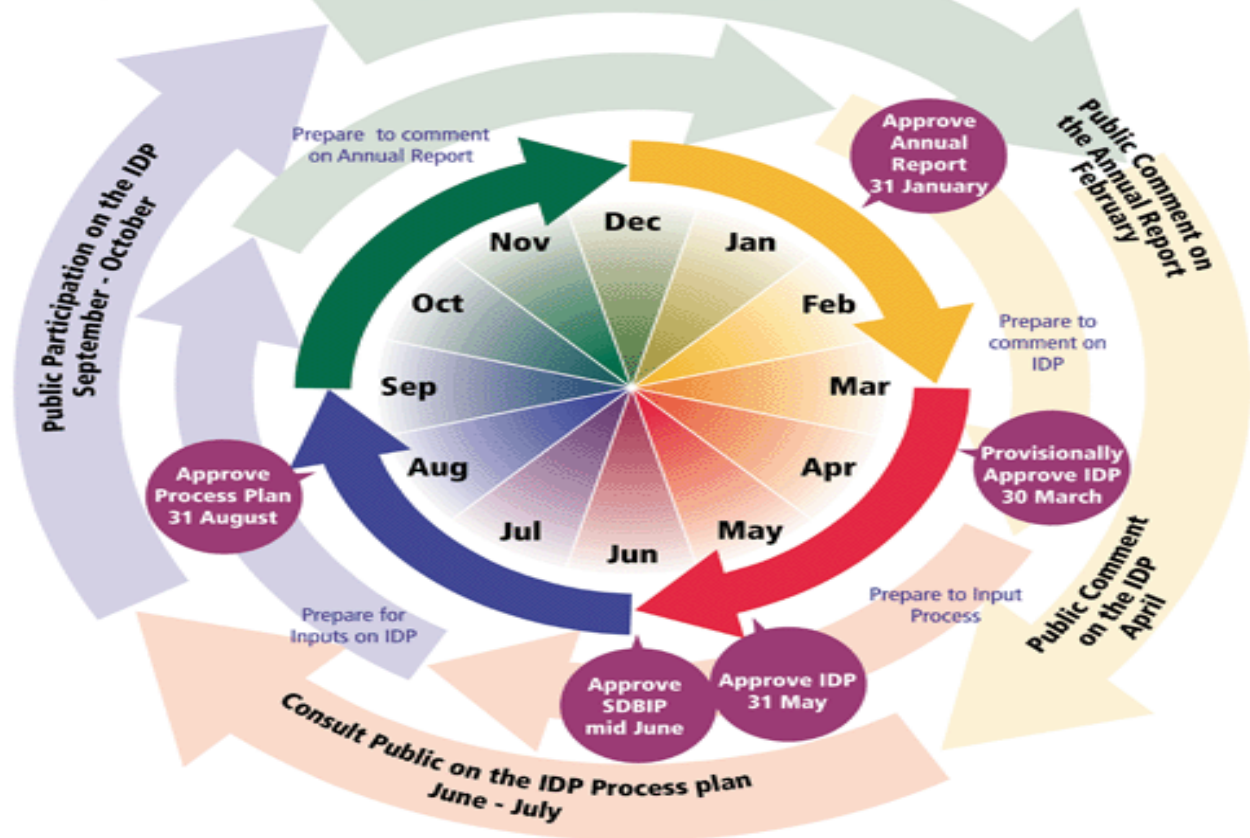 Prepare to comment
on Annual Report
Approve
Annual
Report
31 January
Public Comment on
the Annual Report
February
Public Participation on the IDP
September - October
Dec
Jan
Feb
Mar
Apr
May
Jun
Jul
Aug
Sep
Oct
Nov
Prepare to
comment on
IDP
Provisionally
Approve IDP
30 March
Public Comment
on the IDP
April
Prepare to Input
Process
Approve IDP
31 May
Approve
SDBIP
mid June
Consult Public on the IDP Process plan
June - July
Prepare for
Inputs on IDP
Approve
Process Plan
31 August